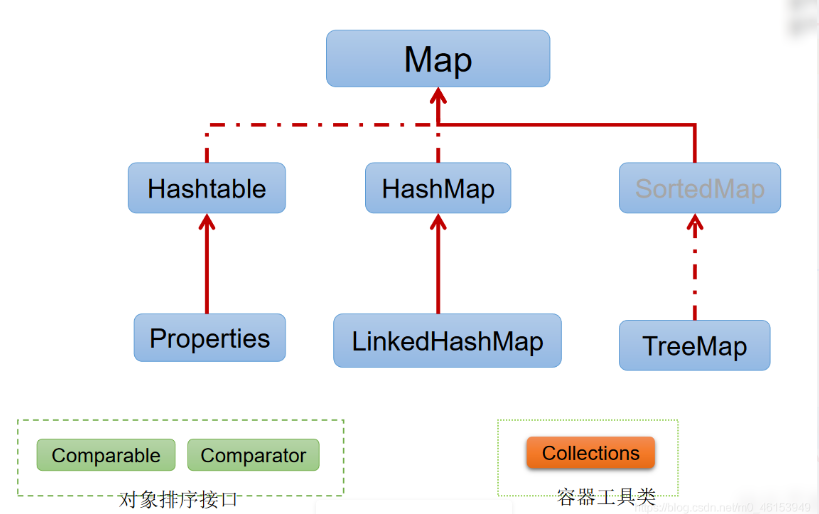 Map
Hashtable
HashMap
SortedMap
Properties
LinkedHashMap
TreeMap
Comparable
Comparator
Collections
对象排序接口
容器工具类
https://blog.csdn.net/m0_46153949